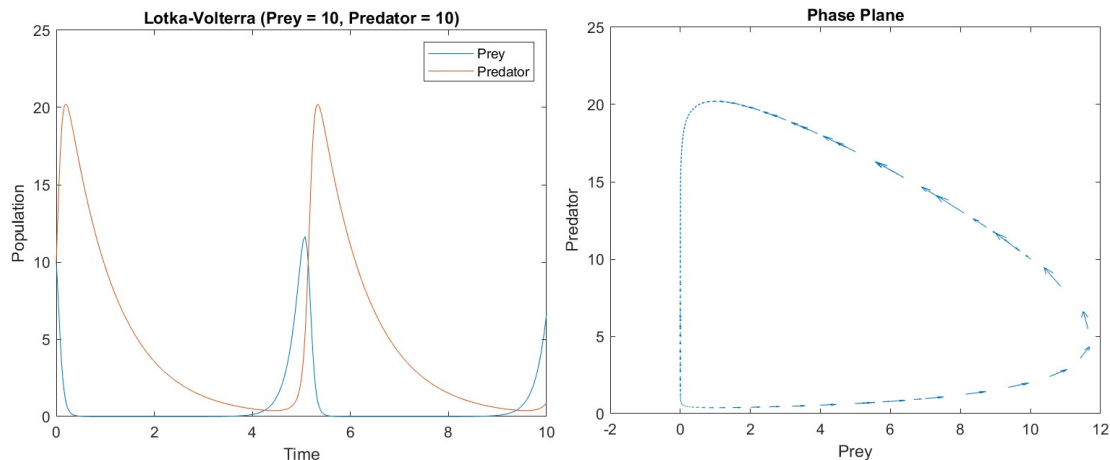 Lotka-Volterra (Prey = 10, Predator = 10)
25
20
15
10
5
0
Population
0 2 4 6 8 10
Time
Prey
Predator
Phase Plane
25
20
15
10
5
0
Predator
-2 0 2 4 6 8 10 12
Prey